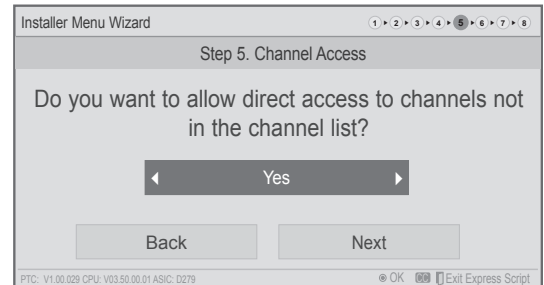 Installer Menu Wizard
1 2 3 4 5 6 7 8
Step 5. Channel Access
Do you want to allow direct access to channels not
in the channel list?
Yes
Back Next
PTC: V1.00.029 CPU: V03.50.00.01 ASIC: D279 OK CC Exit Express Script